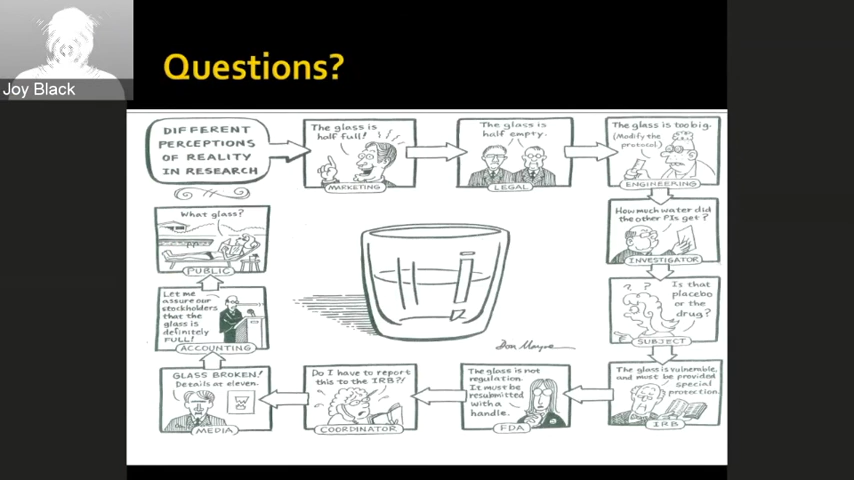 Joy Black
Questions?
DIFFERENT
PERCEPTIONS
OF REALITY
IN RESEARCH
The glass is
half full!
MARKETING
The glass is
half empty.
LEGAL
The glass is too big.
(Modify the
protocol)
ENGINEERING
How much water did
the other PIs get?
INVESTIGATOR
? ?
Is that
placebo
or the
drug?
SUBJECT
The glass is vulnerable,
and must be provided
special
protection.
IRB
The glass is not
regulation.
It must be
resubmitted
with a
handle.
FDA
Do I have to report
this to the IRB?!
COORDINATOR
GLASS BROKEN!
Details at eleven.
MEDIA
Let me
assure our
stockholders
that the
glass is
definitely
FULL!
ACCOUNTING
What glass?
PUBLIC